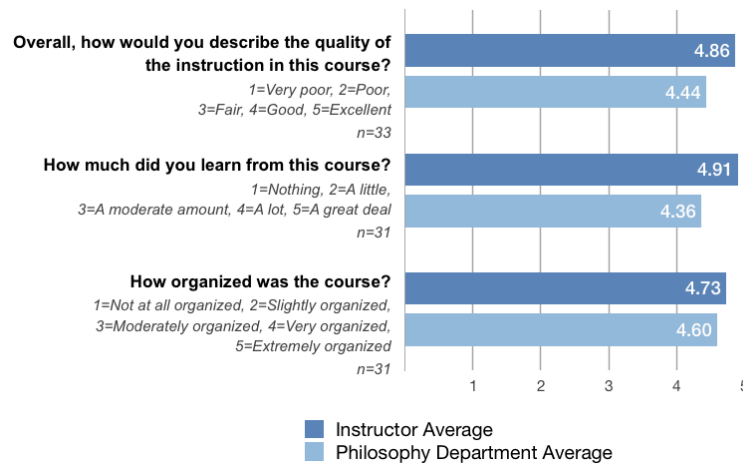 Overall, how would you describe the quality of
the instruction in this course?
1=Very poor, 2=Poor,
3=Fair, 4=Good, 5=Excellent
n=33
4.86
4.44
How much did you learn from this course?
1=Nothing, 2=A little,
3=A moderate amount, 4=A lot, 5=A great deal
n=31
4.91
4.36
How organized was the course?
1=Not at all organized, 2=Slightly organized,
3=Moderately organized, 4=Very organized,
5=Extremely organized
n=31
4.73
4.60
1 2 3 4 5
Instructor Average
Philosophy Department Average